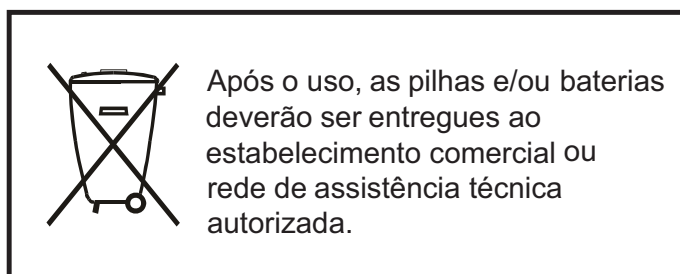 Após o uso, as pilhas e/ou baterias
deverão ser entregues ao
estabelecimento comercial ou
rede de assistência técnica
autorizada.